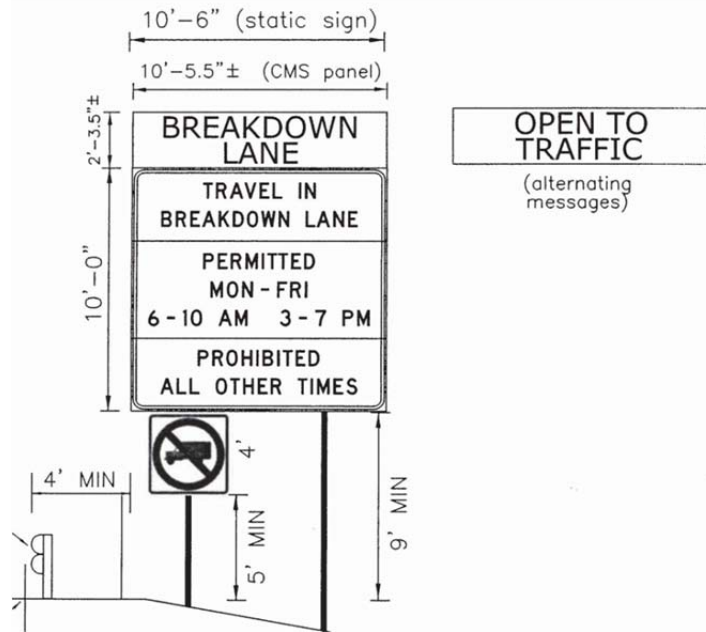 10'-6" (static sign)
10'-5.5"± (CMS panel)
2'-3.5"±
BREAKDOWN
LANE
OPEN TO
TRAFFIC
(alternating
messages)
10'-0"
TRAVEL IN
BREAKDOWN LANE
PERMITTED
MON-FRI
6-10 AM 3-7 PM
PROHIBITED
ALL OTHER TIMES
4'
4' MIN
5' MIN
9' MIN